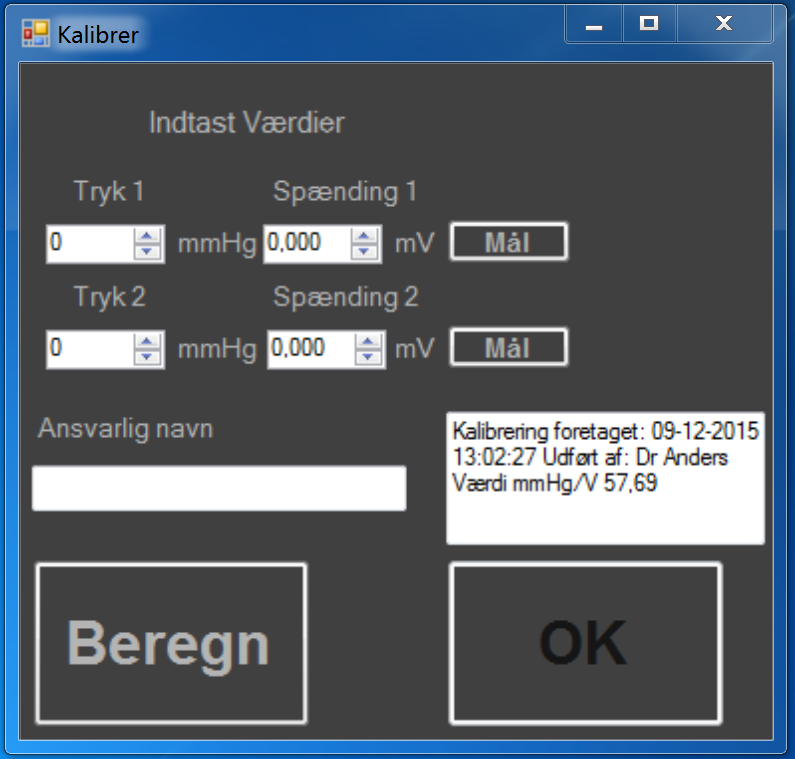 Kalibrer
Indtast Værdier
Tryk 1 Spænding 1
0 mmHg 0,000 mV Mål
Tryk 2 Spænding 2
0 mmHg 0,000 mV Mål
Ansvarlig navn
Kalibrering foretaget: 09-12-2015
13:02:27 Udført af: Dr Anders
Værdi mmHg/V 57,69
Beregn OK